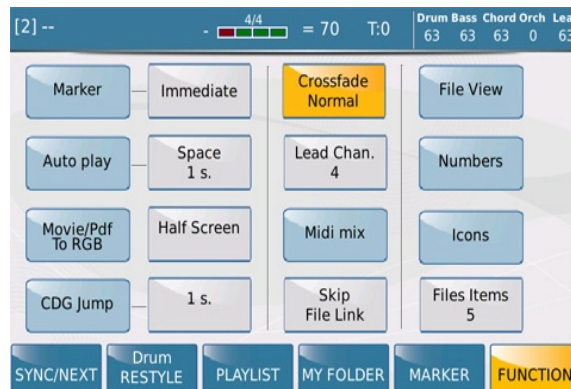 [2] --
- 4/4 = 70 T:0
Drum Bass Chord Orch
63 63 63 0 63
Marker
Immediate
Crossfade
Normal
File View
Auto play
Space
1 s.
Lead Chan.
4
Numbers
Movie/Pdf
To RGB
Half Screen
Midi mix
Icons
CDG Jump
1 s.
Skip
File Link
Files Items
5
SYNC/NEXT
Drum
RESTYLE
PLAYLIST
MY FOLDER
MARKER
FUNCTION